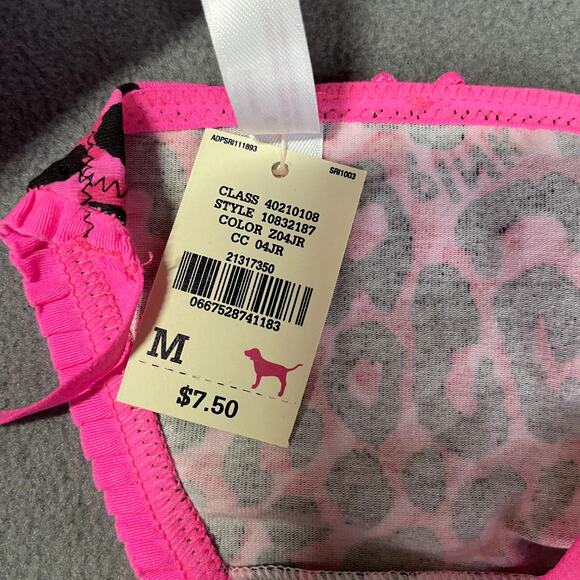 ADPSRI111893
SRI1003
CLASS 40210108
STYLE 10832187
COLOR Z04JR
CC 04JR
21317350
0667528741183
M
$7.50